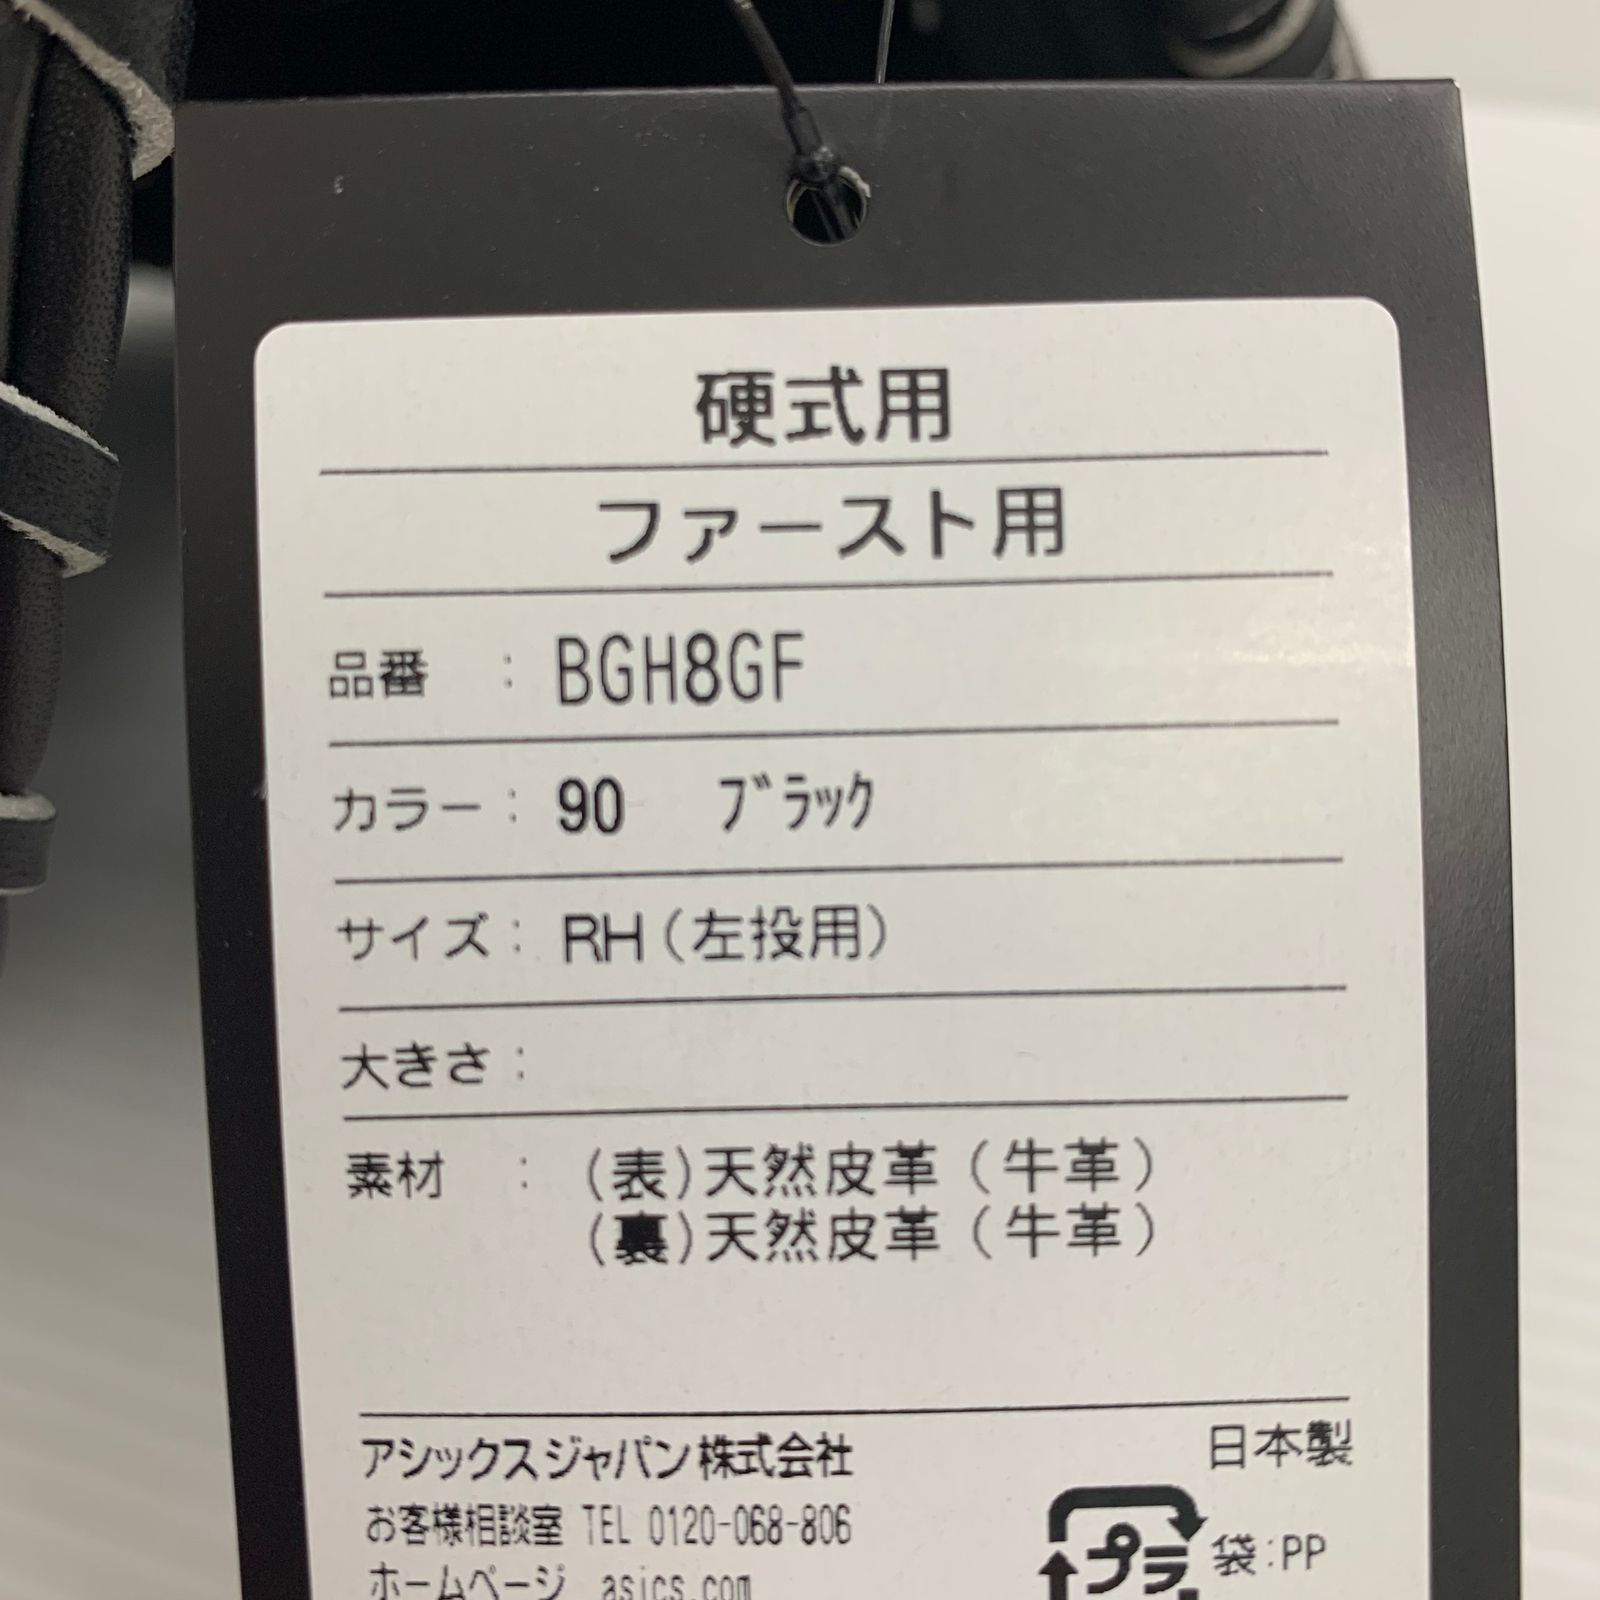 硬式用
ファースト用
品番 : BGH8GF
カラー : 90 ブラック
サイズ : RH (左投用)
大きさ :
素材 : (表)天然皮革 (牛革)
(裏)天然皮革 (牛革)
アシックスジャパン株式会社 日本製
お客様相談室 TEL 0120-068-806
プラ 袋:PP
ホームページ asics.com